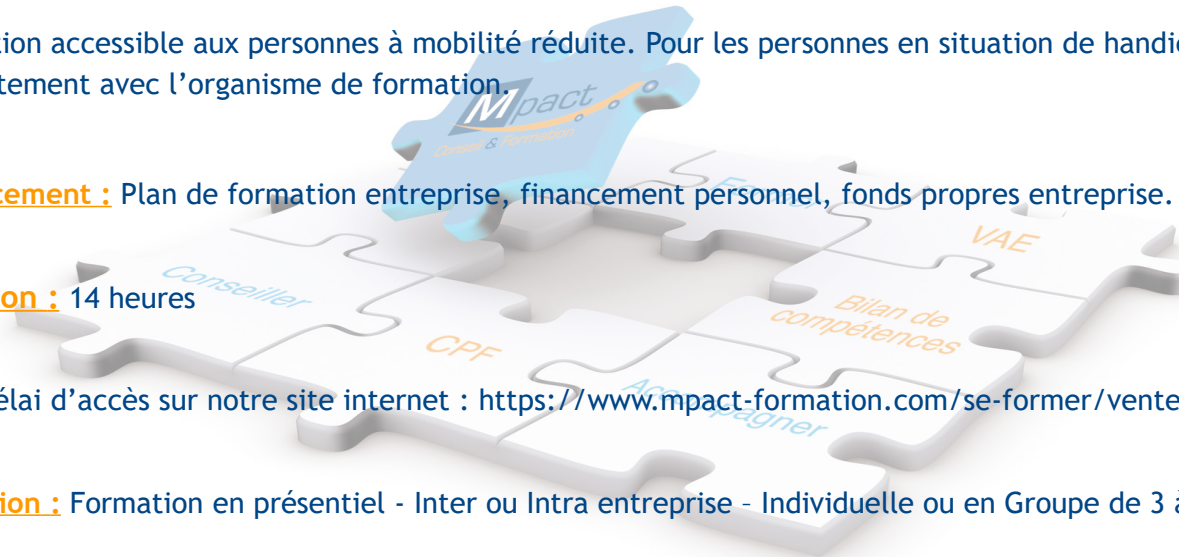 tion accessible aux personnes à mobilité réduite. Pour les personnes en situation de handic
tement avec l’organisme de formation.
Mpact
Conseil & Formation
cement : Plan de formation entreprise, financement personnel, fonds propres entreprise.
Former
VAE
Conseiller
on : 14 heures
Bilan de
compétences
CPF
élai d’accès sur notre site internet : https://www.mpact-formation.com/se-former/vente
Accompagner
ion : Formation en présentiel - Inter ou Intra entreprise – Individuelle ou en Groupe de 3 à